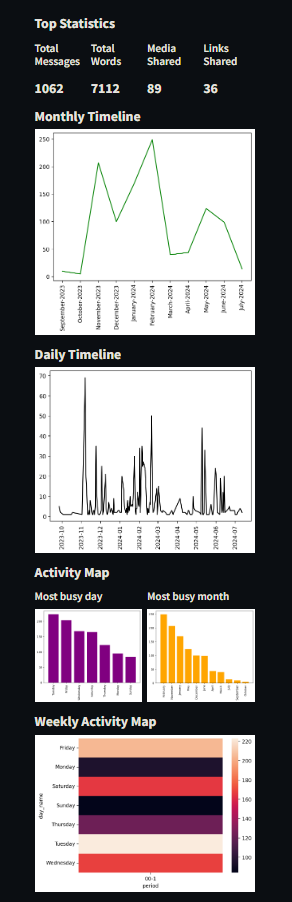 Top Statistics
Total Messages
Total Words
Media Shared
Links Shared
1062
7112
89
36
Monthly Timeline
250
200
150
100
50
0
September-2023
October-2023
November-2023
December-2023
January-2024
February-2024
March-2024
April-2024
May-2024
June-2024
July-2024
Daily Timeline
70
60
50
40
30
20
10
0
2023-10
2023-11
2023-12
2024-01
2024-02
2024-03
2024-04
2024-05
2024-06
2024-07
Activity Map
Most busy day
Most busy month
Weekly Activity Map
day_name
Friday
Monday
Saturday
Sunday
Thursday
Tuesday
Wednesday
00-1
period
220
200
180
160
140
120
100